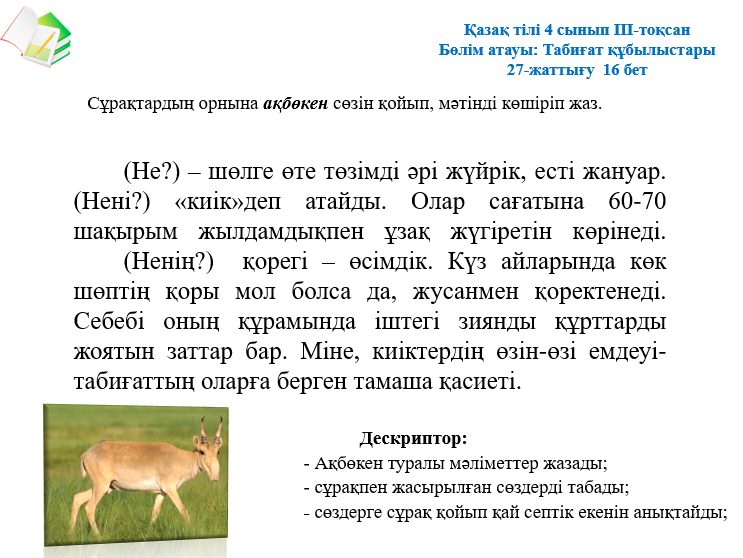 Қазақ тілі 4 сынып ІІІ-тоқсан
Бөлім атауы: Табиғат құбылыстары
27-жаттығу 16 бет
Сұрақтардың орнына ақбөкен сөзін қойып, мәтінді көшіріп жаз.
(Не?) – шөлге өте төзімді әрі жүйрік, есті жануар.
(Нені?) «киік»деп атайды. Олар сағатына 60-70
шақырым жылдамдықпен ұзақ жүгіретін көрінеді.
(Ненің?) қорегі – өсімдік. Күз айларында көк
шөптің қоры мол болса да, жусанмен қоректенеді.
Себебі оның құрамында іштегі зиянды құрттарды
жоятын заттар бар. Міне, киіктердің өзін-өзі емдеуі-
табиғаттың оларға берген тамаша қасиеті.
Дескриптор:
- Ақбөкен туралы мәліметтер жазады;
- сұрақпен жасырылған сөздерді табады;
- сөздерге сұрақ қойып қай септік екенін анықтайды;